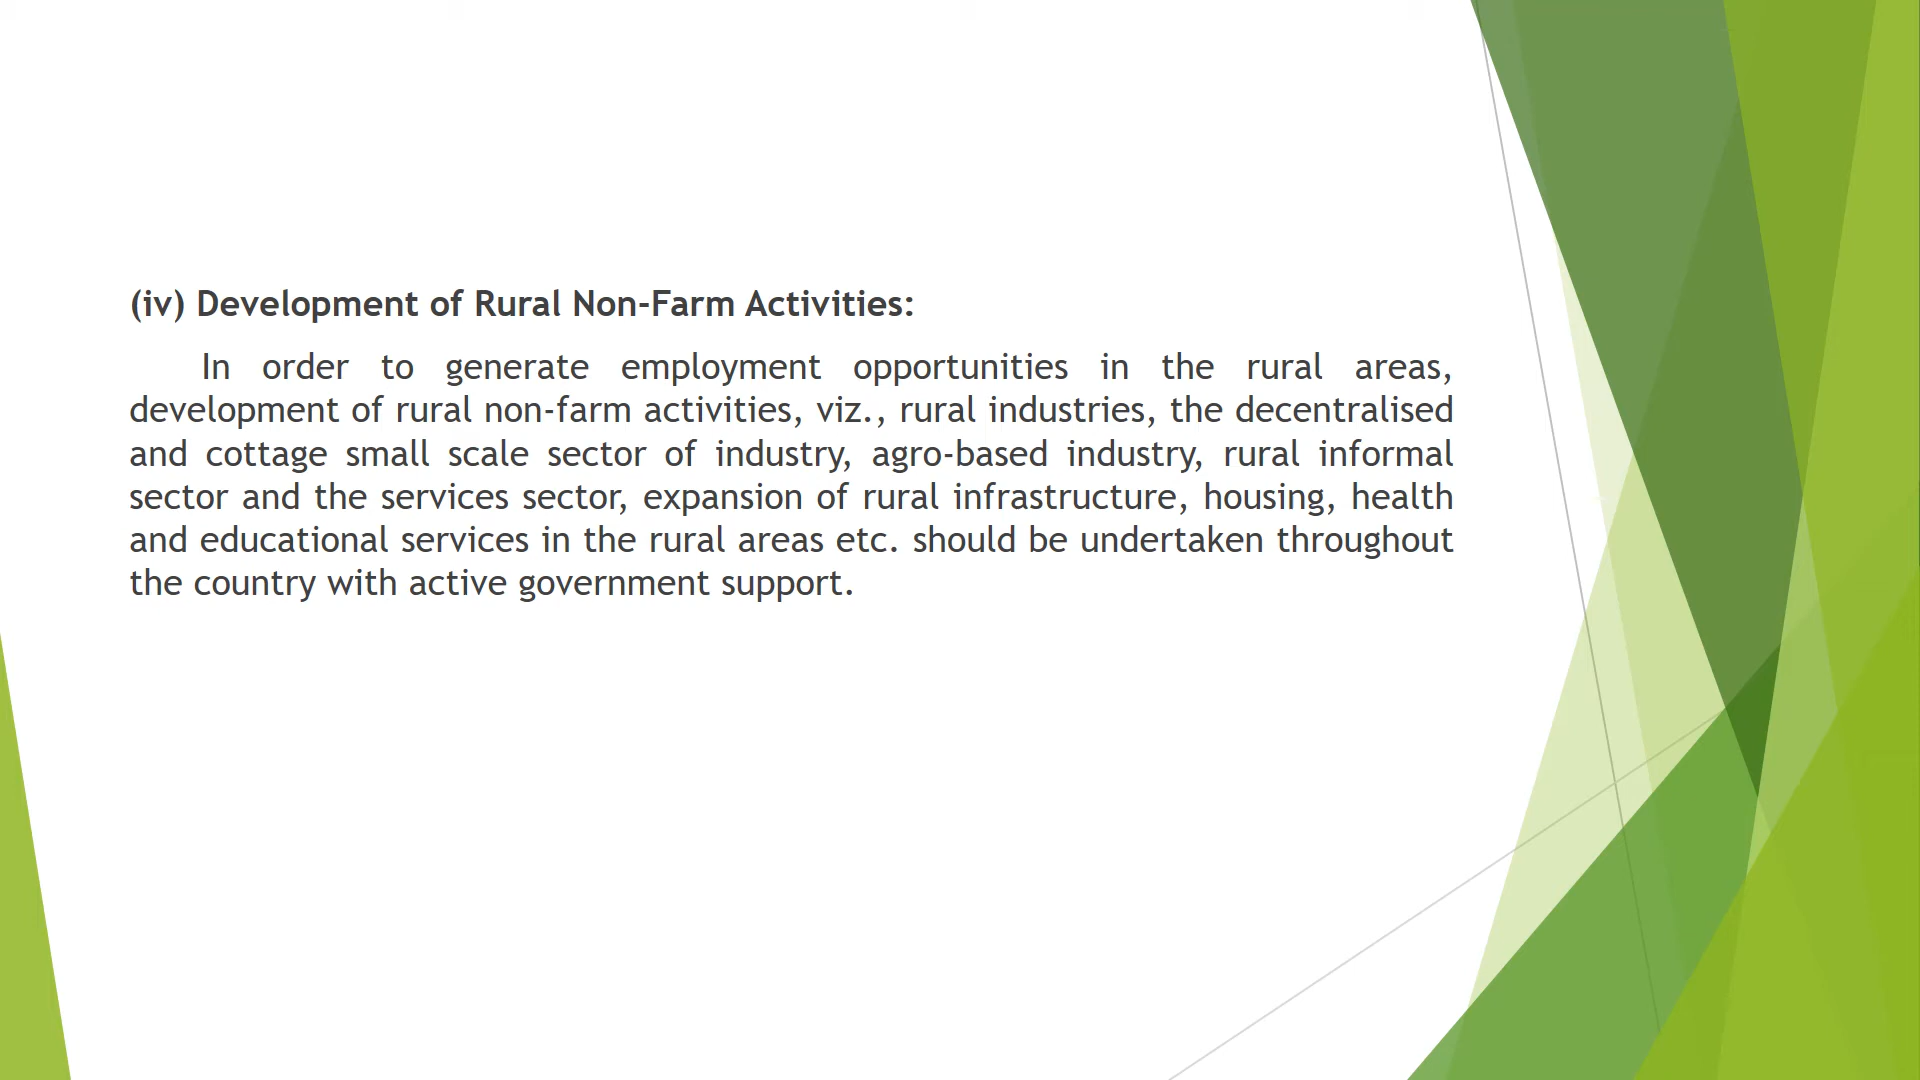 (iv) Development of Rural Non-Farm Activities:
In order to generate employment opportunities in the rural areas,
development of rural non-farm activities, viz., rural industries, the decentralised
and cottage small scale sector of industry, agro-based industry, rural informal
sector and the services sector, expansion of rural infrastructure, housing, health
and educational services in the rural areas etc. should be undertaken throughout
the country with active government support.